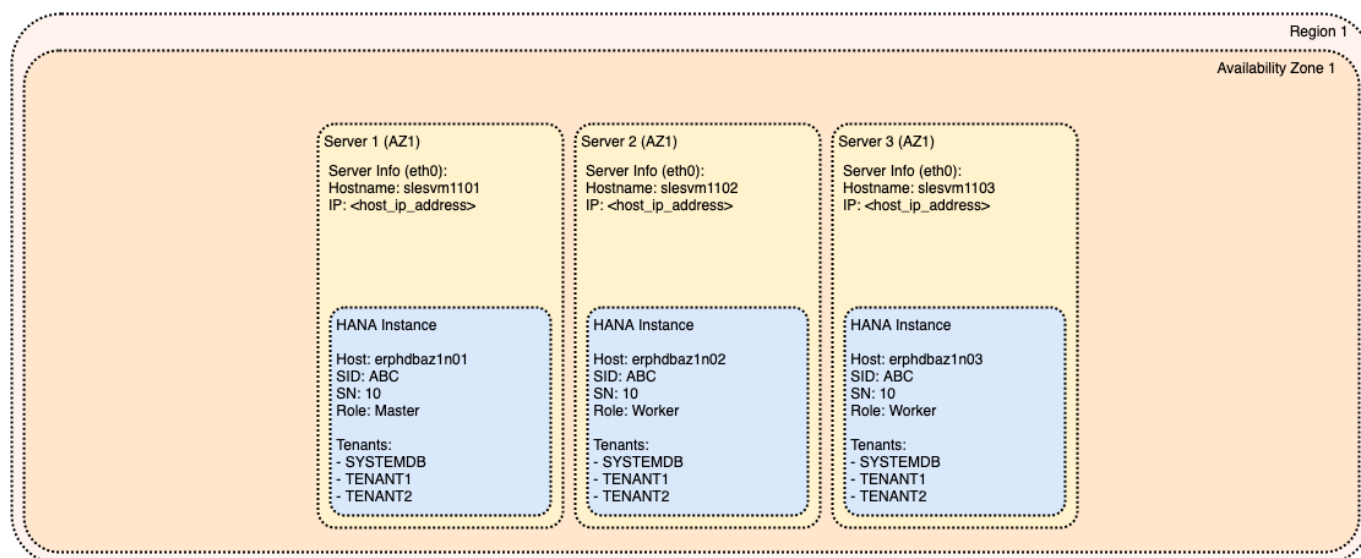 Region 1
Availability Zone 1
Server 1 (AZ1)
Server Info (eth0):
Hostname: slesvm1101
IP: <host_ip_address>
HANA Instance
Host: erphdbaz1n01
SID: ABC
SN: 10
Role: Master
Tenants:
- SYSTEMDB
- TENANT1
- TENANT2
Server 2 (AZ1)
Server Info (eth0):
Hostname: slesvm1102
IP: <host_ip_address>
HANA Instance
Host: erphdbaz1n02
SID: ABC
SN: 10
Role: Worker
Tenants:
- SYSTEMDB
- TENANT1
- TENANT2
Server 3 (AZ1)
Server Info (eth0):
Hostname: slesvm1103
IP: <host_ip_address>
HANA Instance
Host: erphdbaz1n03
SID: ABC
SN: 10
Role: Worker
Tenants:
- SYSTEMDB
- TENANT1
- TENANT2